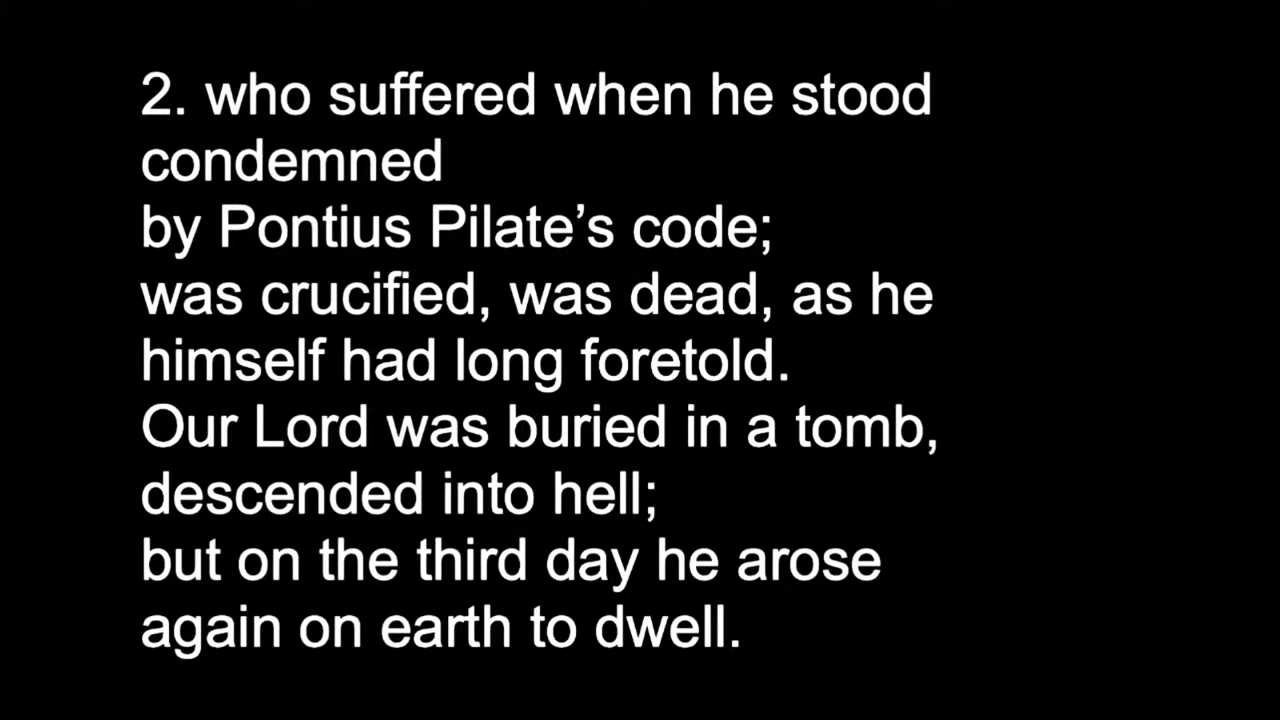 2. who suffered when he stood
condemned
by Pontius Pilate’s code;
was crucified, was dead, as he
himself had long foretold.
Our Lord was buried in a tomb,
descended into hell;
but on the third day he arose
again on earth to dwell.